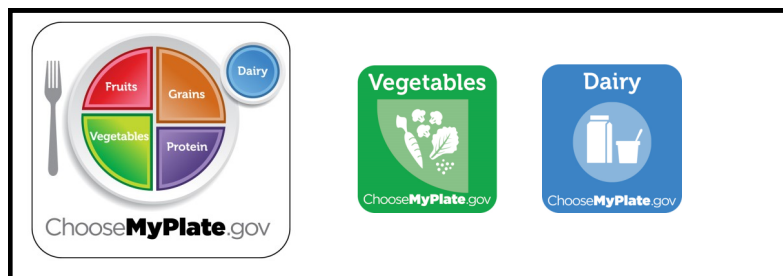 Fruits
Grains
Dairy
Vegetables
Protein
ChooseMyPlate.gov
Vegetables
ChooseMyPlate.gov
Dairy
ChooseMyPlate.gov